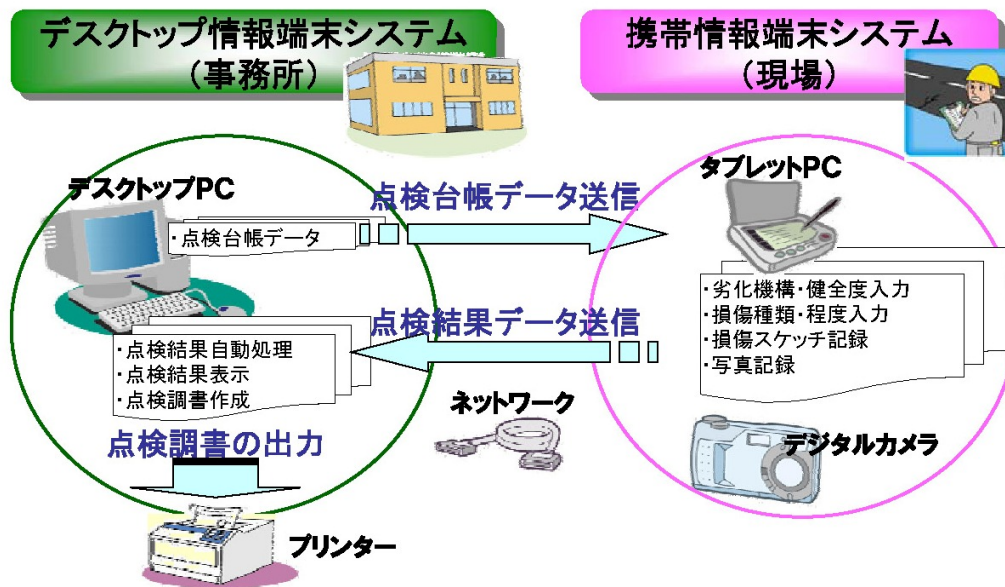 デスクトップ情報端末システム
(事務所)
携帯情報端末システム
(現場)
デスクトップPC
・点検台帳データ
点検台帳データ送信
タブレットPC
・劣化機構・健全度入力
・損傷種類・程度入力
・損傷スケッチ記録
・写真記録
点検結果データ送信
・点検結果自動処理
・点検結果表示
・点検調書作成
ネットワーク
デジタルカメラ
点検調書の出力
プリンター